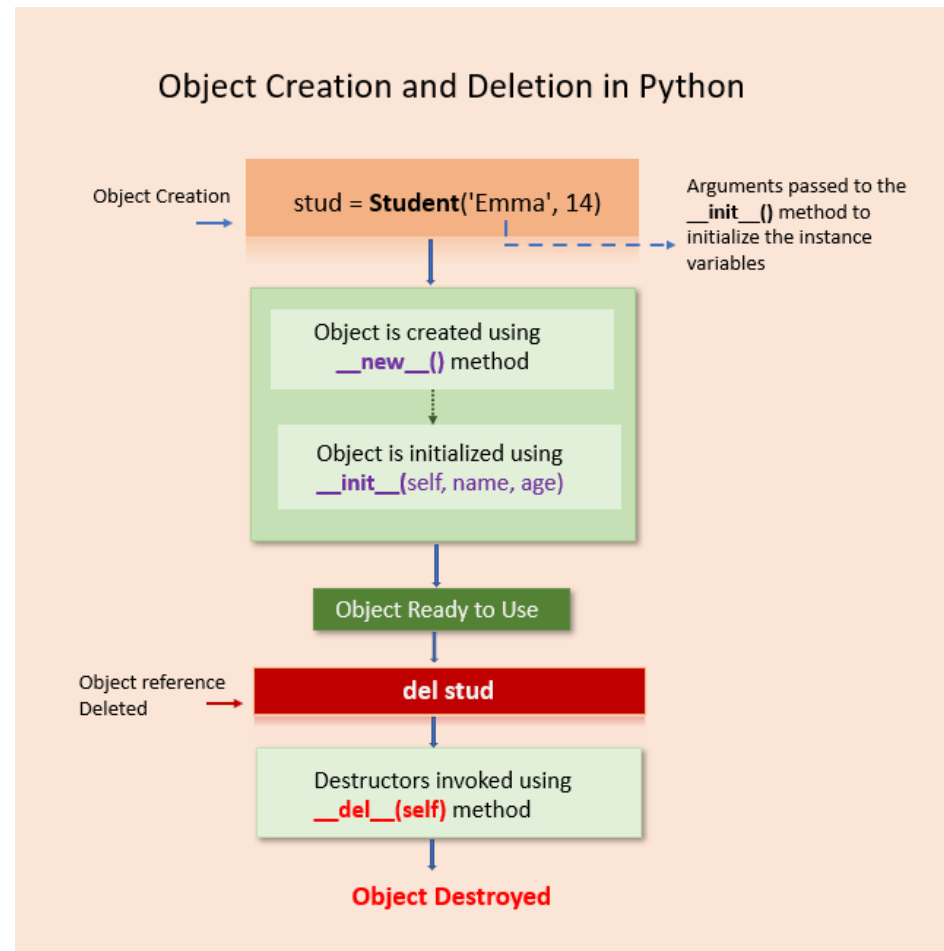 Object Creation and Deletion in Python
Object Creation
stud = Student('Emma', 14)
Arguments passed to the
__init__() method to
initialize the instance
variables
Object is created using
__new__() method
Object is initialized using
__init__(self, name, age)
Object Ready to Use
Object reference
Deleted
del stud
Destructors invoked using
__del__(self) method
Object Destroyed